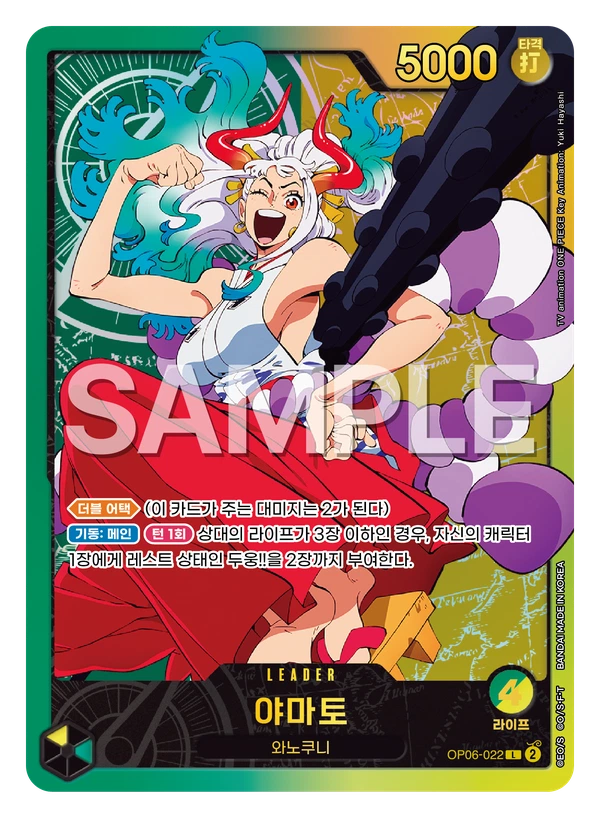 5000
타격
打
TV animation ONE PIECE Key Animation: Yuki Hayashi
SAMPLE
더블 어택 (이 카드가 주는 대미지는 2가 된다)
기동: 메인 턴 1회 상대의 라이프가 3장 이하인 경우, 자신의 캐릭터
1장에게 레스트 상태인 두웅!!을 2장까지 부여한다.
LEADER
야마토
와노쿠니
4
라이프
OP06-022 L 2
©E.O/S ©E.O/S·F·T BANDAI MADE IN KOREA